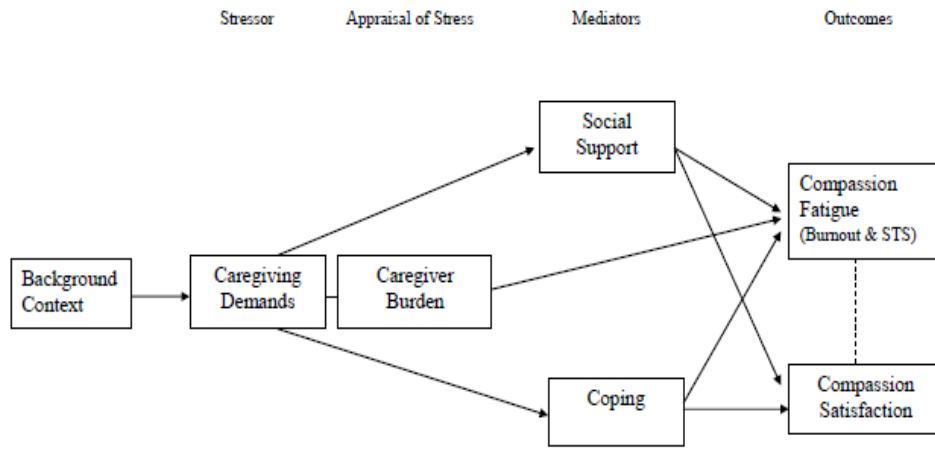 Stressor
Appraisal of Stress
Mediators
Outcomes
Social
Support
Compassion
Fatigue
(Burnout & STS)
Background
Context
Caregiving
Demands
Caregiver
Burden
Coping
Compassion
Satisfaction